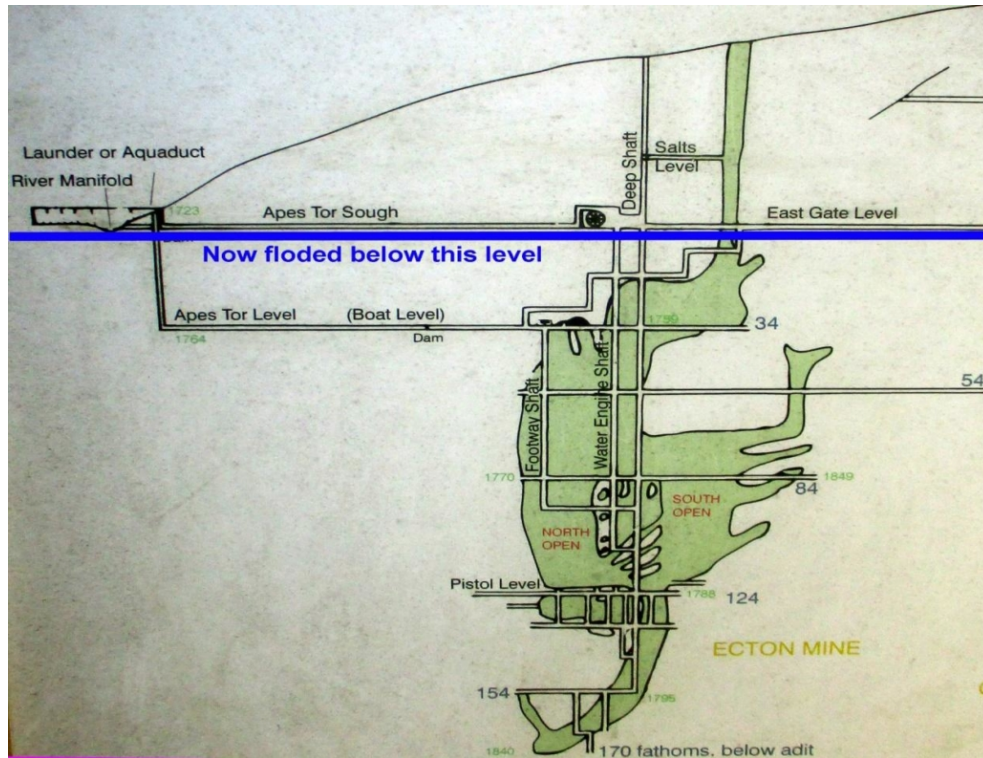 Launder or Aquaduct
River Manifold
Deep Shaft
Salts
Level
1723
Apes Tor Sough
East Gate Level
Now floded below this level
Apes Tor Level
(Boat Level)
1764
Dam
34
54
Footway Shaft
Water Engine Shaft
1770
1849
84
SOUTH
OPEN
NORTH
OPEN
Pistol Level
1788
124
ECTON MINE
154
1795
1840
170 fathoms. below adit